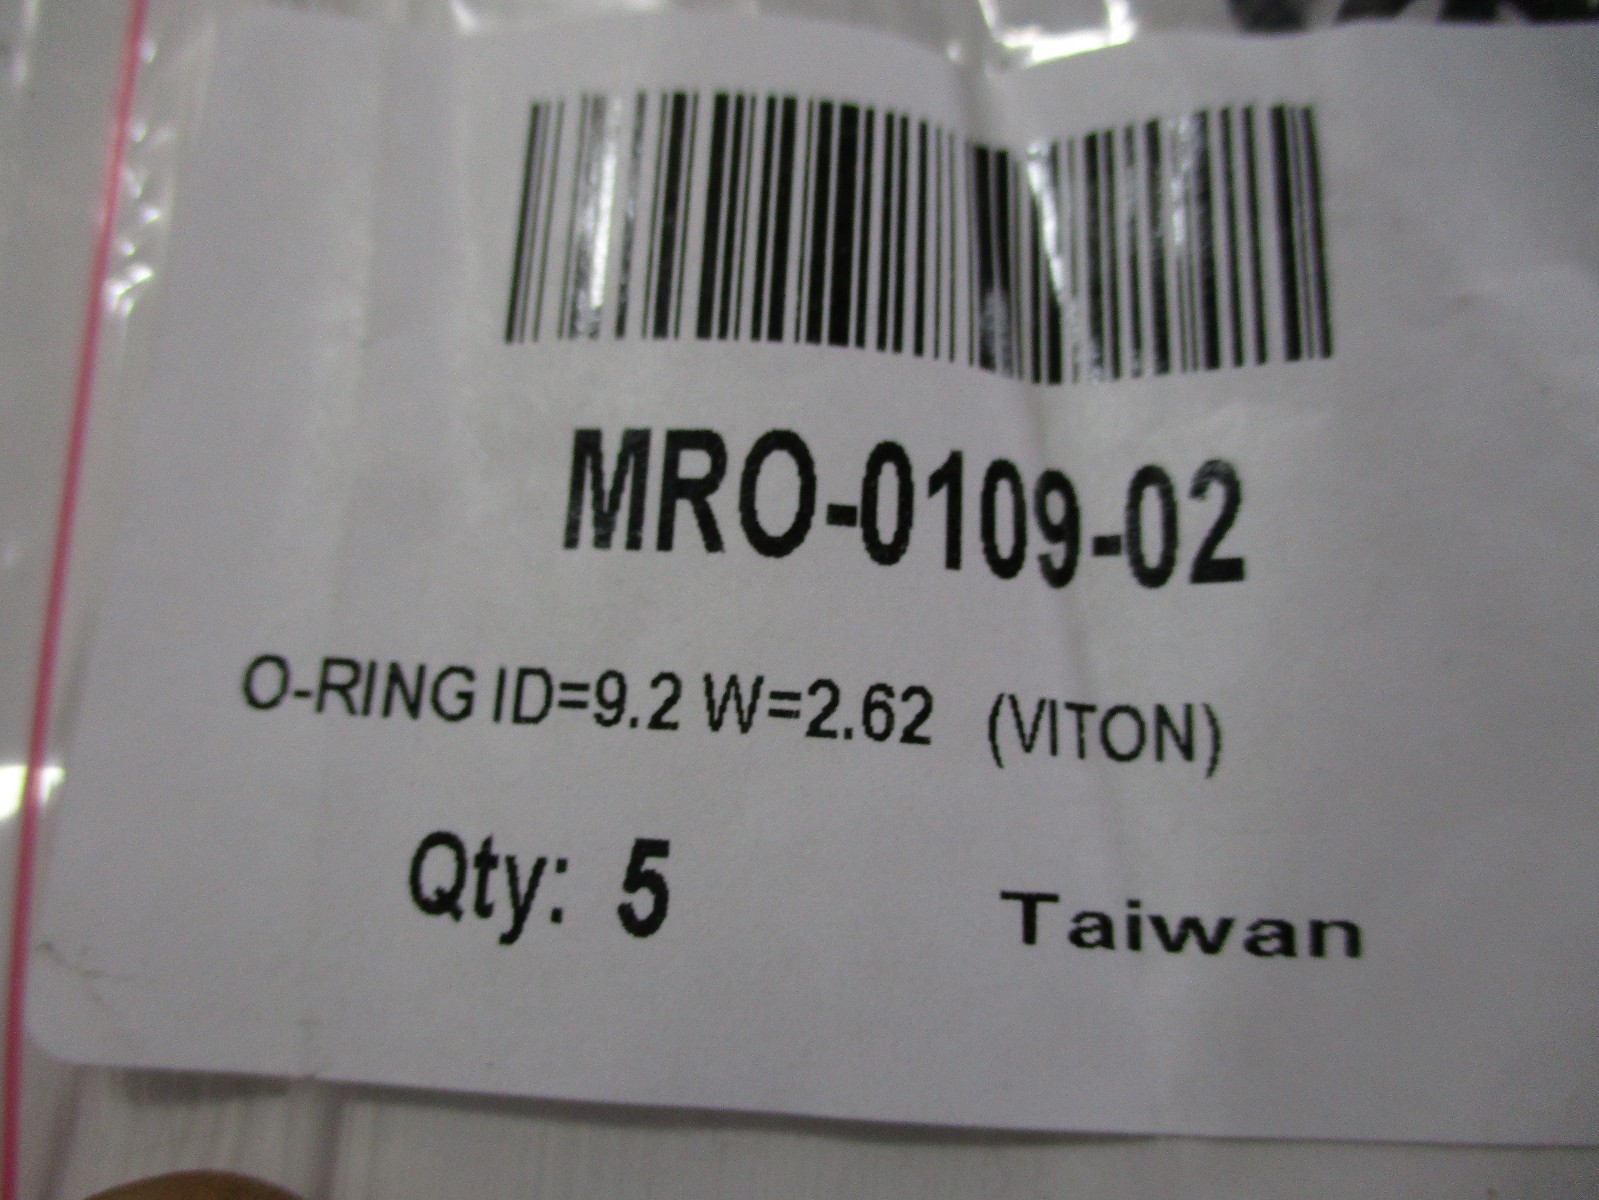 MRO-0109-02
O-RING ID=9.2 W=2.62 (VITON)
Qty: 5
Taiwan